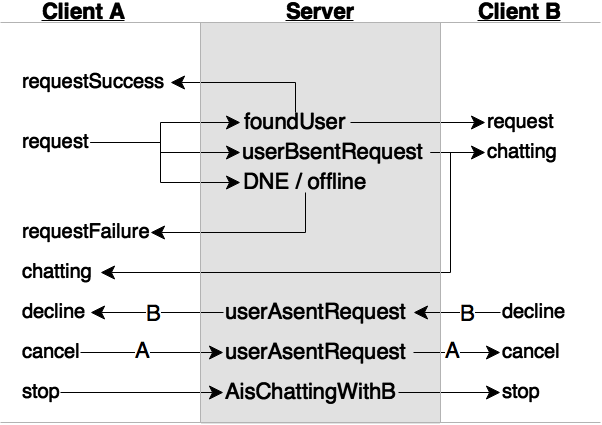 Client A Server Client B
requestSuccess
foundUser request
request
userBsentRequest chatting
DNE / offline
requestFailure
chatting
decline B userAsentRequest B decline
cancel A userAsentRequest A cancel
stop AisChattingWithB stop